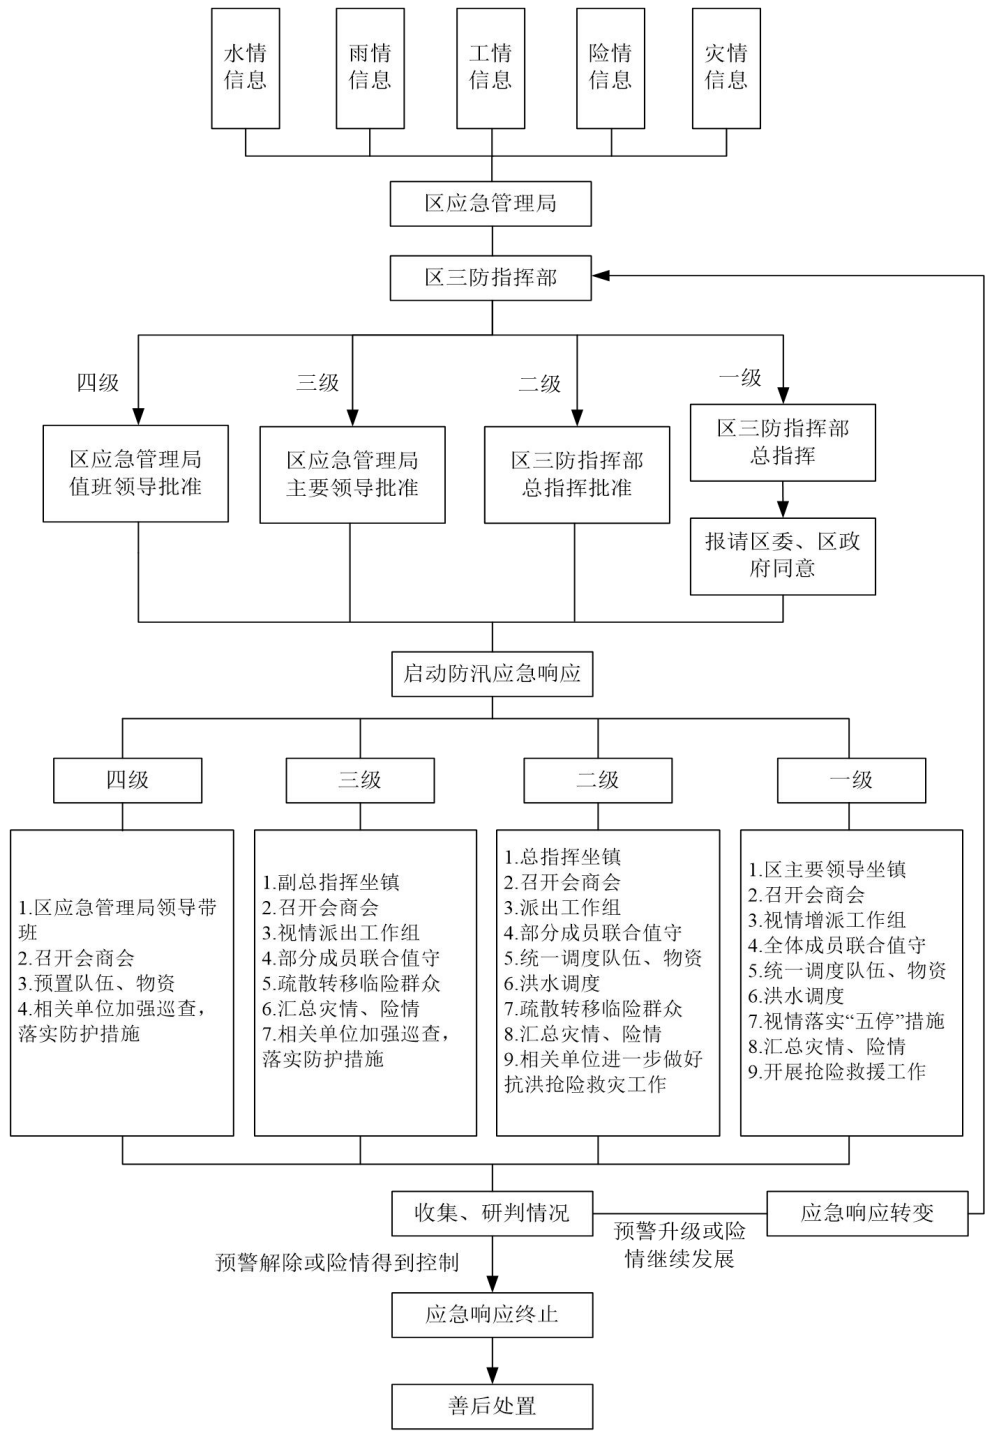 水情
信息
雨情
信息
工情
信息
险情
信息
灾情
信息
区应急管理局
区三防指挥部
四级
三级
二级
一级
区应急管理局
值班领导批准
区应急管理局
主要领导批准
区三防指挥部
总指挥批准
区三防指挥部
总指挥
报请区委、区政
府同意
启动防汛应急响应
四级
三级
二级
一级
1.区应急管理局领导带
班
2.召开会商会
3.预置队伍、物资
4.相关单位加强巡查，
落实防护措施
1.副总指挥坐镇
2.召开会商会
3.视情派出工作组
4.部分成员联合值守
5.疏散转移临险群众
6.汇总灾情、险情
7.相关单位加强巡查，
落实防护措施
1.总指挥坐镇
2.召开会商会
3.派出工作组
4.部分成员联合值守
5.统一调度队伍、物资
6.洪水调度
7.疏散转移临险群众
8.汇总灾情、险情
9.相关单位进一步做好
抗洪抢险救灾工作
1.区主要领导坐镇
2.召开会商会
3.视情增派工作组
4.全体成员联合值守
5.统一调度队伍、物资
6.洪水调度
7.视情落实“五停”措施
8.汇总灾情、险情
9.开展抢险救援工作
收集、研判情况
预警升级或险
情继续发展
应急响应转变
预警解除或险情得到控制
应急响应终止
善后处置